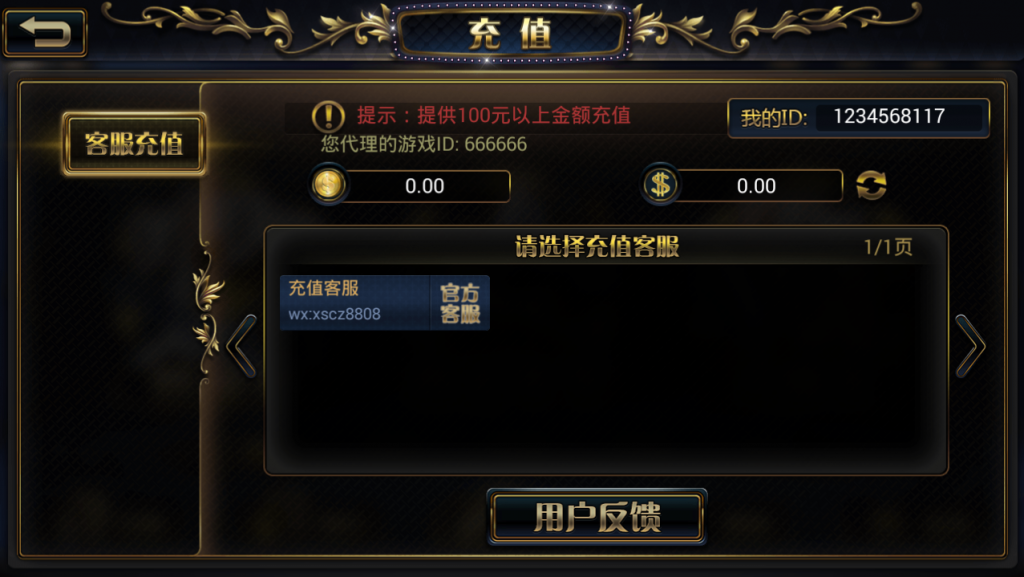 充值
客服充值
提示：提供100元以上金额充值
我的ID: 1234568117
您代理的游戏ID: 666666
0.00
0.00
请选择充值客服
1/1页
充值客服
wx:xscz8808
官方
客服
用户反馈